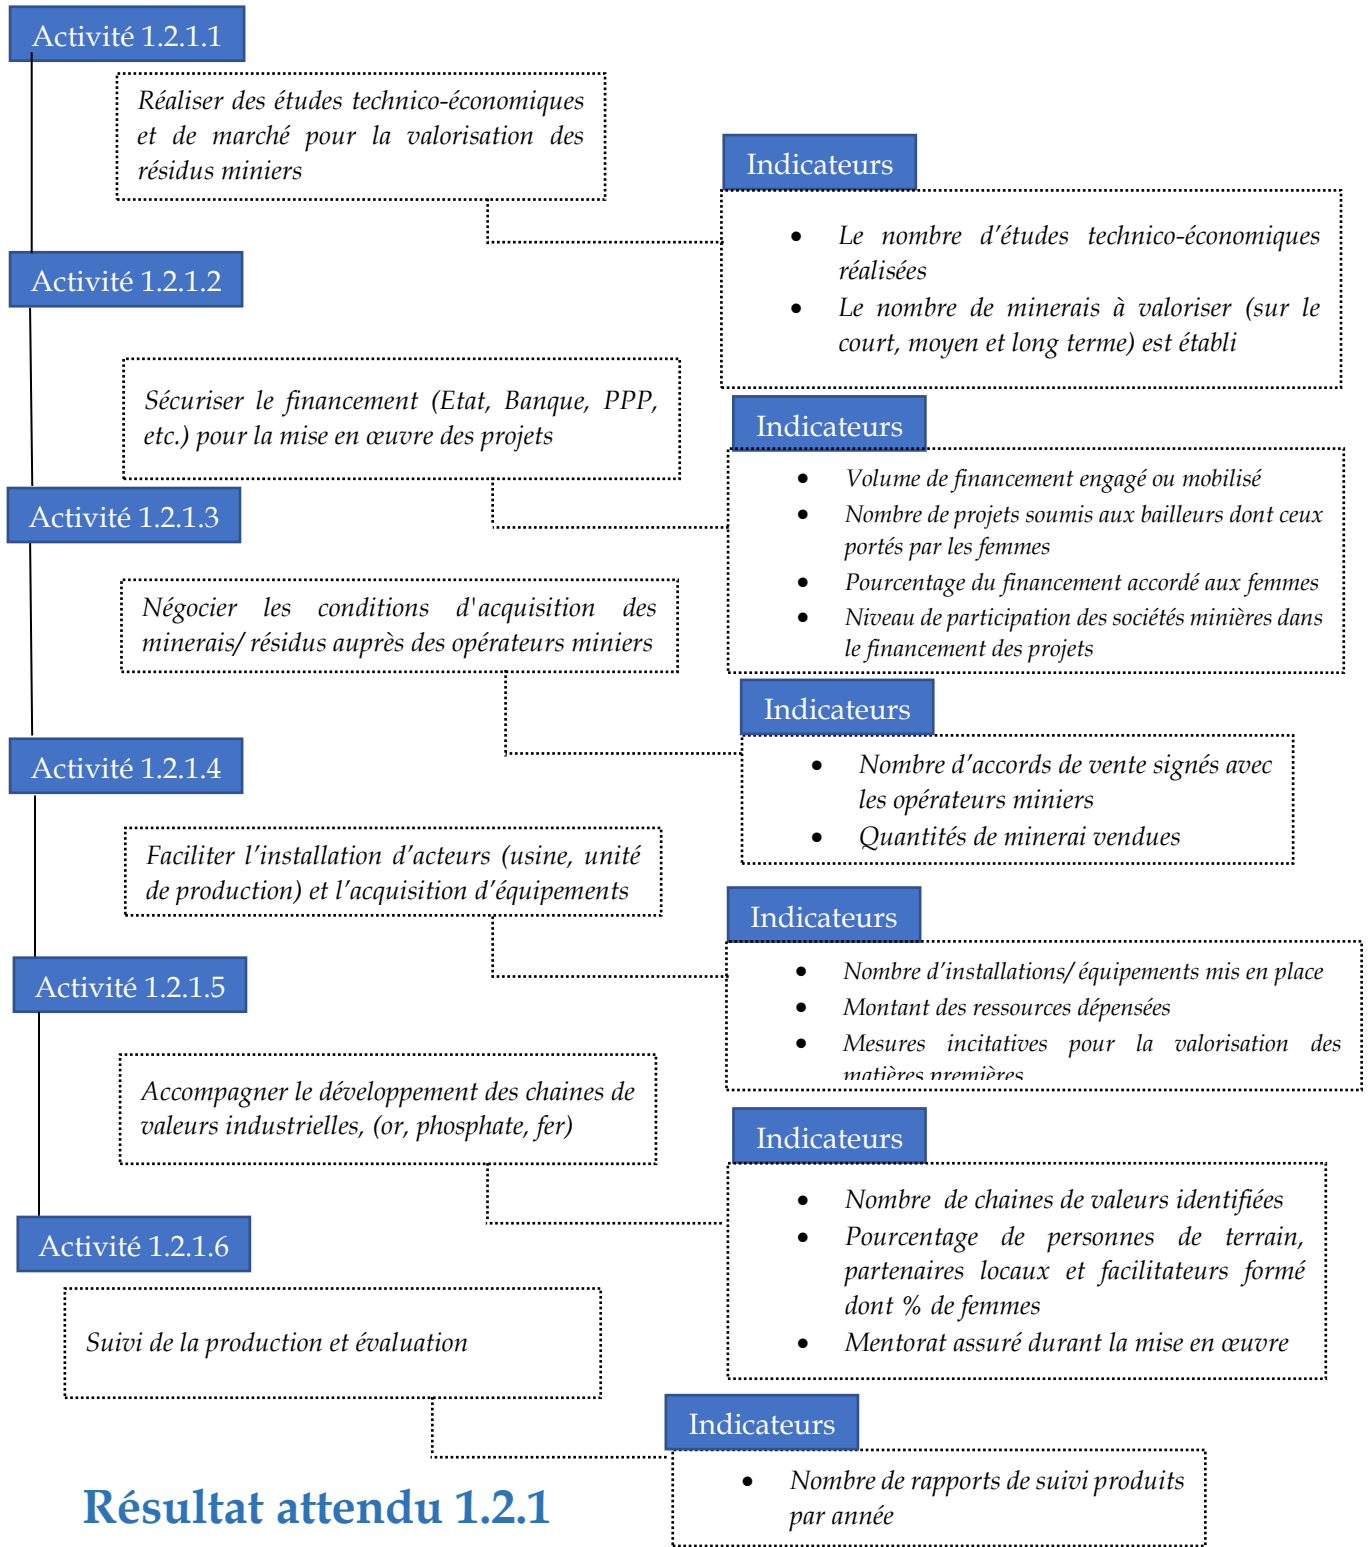 Activité 1.2.1.1
Réaliser des études technico-économiques
et de marché pour la valorisation des
résidus miniers
Indicateurs
• Le nombre d’études technico-économiques
réalisées
• Le nombre de minerais à valoriser (sur le
court, moyen et long terme) est établi
Activité 1.2.1.2
Sécuriser le financement (Etat, Banque, PPP,
etc.) pour la mise en œuvre des projets
Indicateurs
• Volume de financement engagé ou mobilisé
• Nombre de projets soumis aux bailleurs dont ceux
portés par les femmes
• Pourcentage du financement accordé aux femmes
• Niveau de participation des sociétés minières dans
le financement des projets
Activité 1.2.1.3
Négocier les conditions d'acquisition des
minerais/ résidus auprès des opérateurs miniers
Indicateurs
• Nombre d’accords de vente signés avec
les opérateurs miniers
• Quantités de minerai vendues
Activité 1.2.1.4
Faciliter l’installation d’acteurs (usine, unité
de production) et l’acquisition d’équipements
Indicateurs
• Nombre d’installations/ équipements mis en place
• Montant des ressources dépensées
• Mesures incitatives pour la valorisation des
matières premières
Activité 1.2.1.5
Accompagner le développement des chaines de
valeurs industrielles, (or, phosphate, fer)
Indicateurs
• Nombre de chaines de valeurs identifiées
• Pourcentage de personnes de terrain,
partenaires locaux et facilitateurs formé
dont % de femmes
• Mentorat assuré durant la mise en œuvre
Activité 1.2.1.6
Suivi de la production et évaluation
Indicateurs
• Nombre de rapports de suivi produits
par année
Résultat attendu 1.2.1